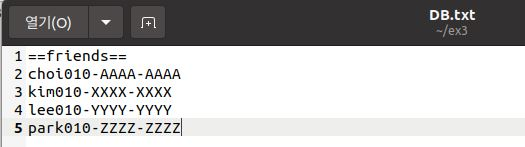 열기(O)
DB.txt
~/ex3
1 ==friends==
2 choi010-AAAA-AAAA
3 kim010-XXXX-XXXX
4 lee010-YYYY-YYYY
5 park010-ZZZZ-ZZZZ